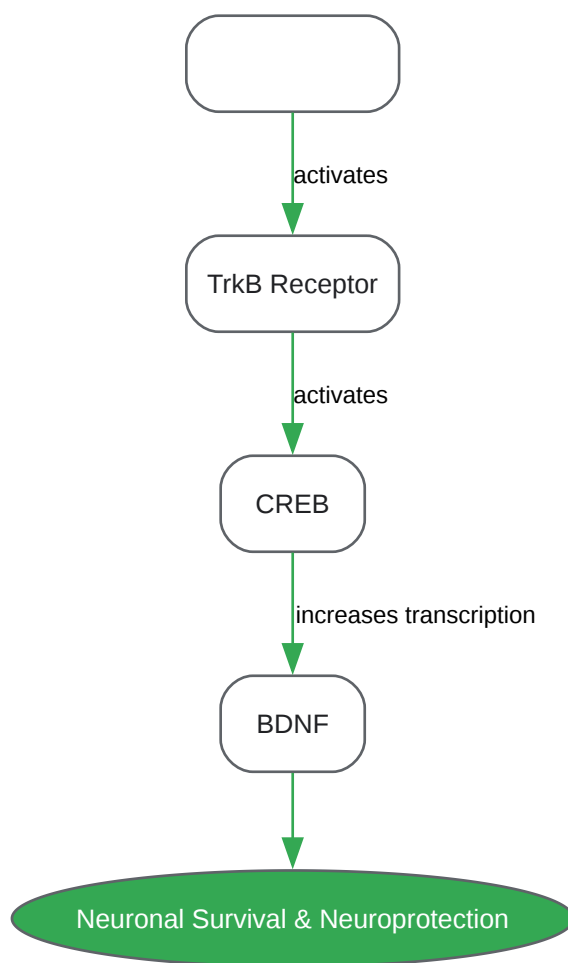 activates
TrkB Receptor
activates
CREB
increases transcription
BDNF
Neuronal Survival & Neuroprotection